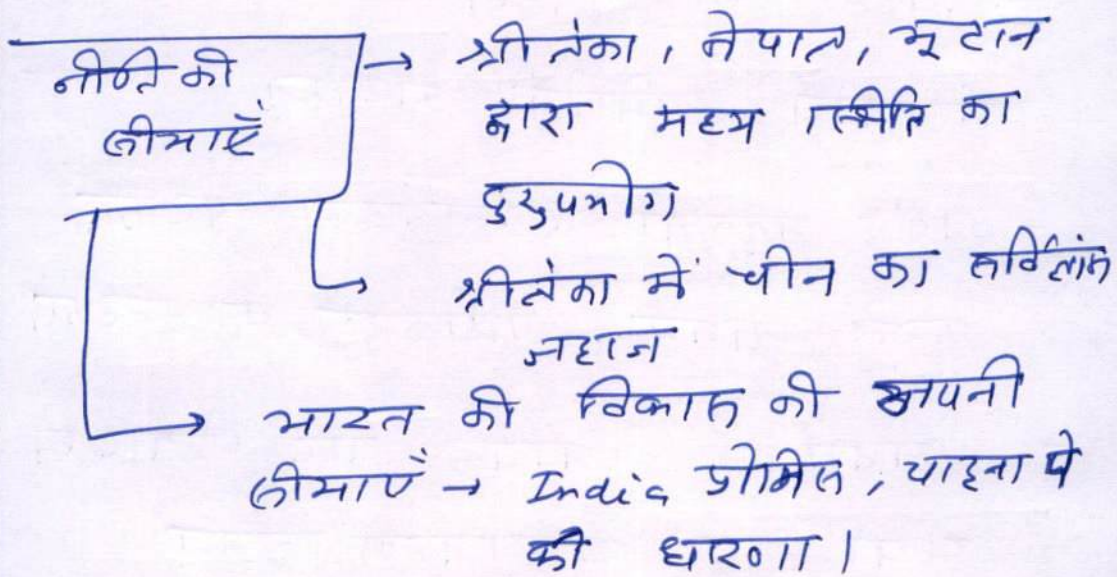 नीति की
सीमाएँ
→ श्रीलंका, नेपाल, भूटान
द्वारा मध्य स्थिति का
दुरुपयोग
→ श्रीलंका में चीन का सर्विलांस
जहाज
→ भारत की विकास की अपनी
सीमाएँ → India प्रोमिस, चाइना पे
की धारणा।